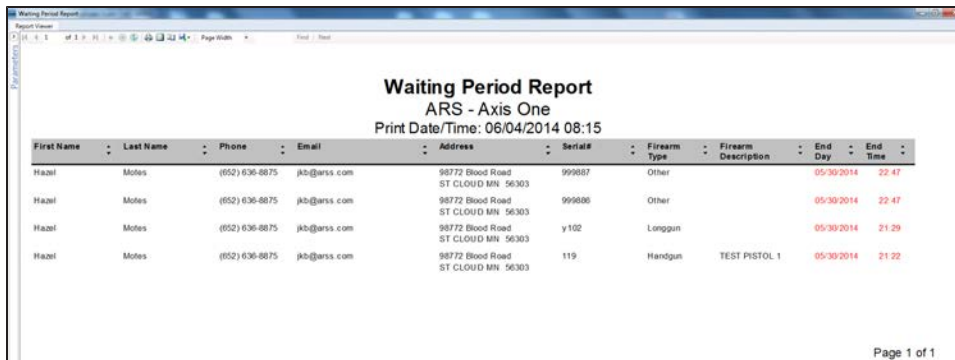 Waiting Period Report
Report Viewer
1 of 1 Page Width Find | Next
Parameters
Waiting Period Report
ARS - Axis One
Print Date/Time: 06/04/2014 08:15
First Name Last Name Phone Email Address Serial# Firearm Type Firearm Description End Day End Time
Hazel Motes (652) 636-8875 jkb@arss.com 98772 Blood Road 999887 Other 05/30/2014 22:47
ST CLOUD MN 56303
Hazel Motes (652) 636-8875 jkb@arss.com 98772 Blood Road 999886 Other 05/30/2014 22:47
ST CLOUD MN 56303
Hazel Motes (652) 636-8875 jkb@arss.com 98772 Blood Road y102 Longgun 05/30/2014 21:29
ST CLOUD MN 56303
Hazel Motes (652) 636-8875 jkb@arss.com 98772 Blood Road 119 Handgun TEST PISTOL 1 05/30/2014 21:22
ST CLOUD MN 56303
Page 1 of 1